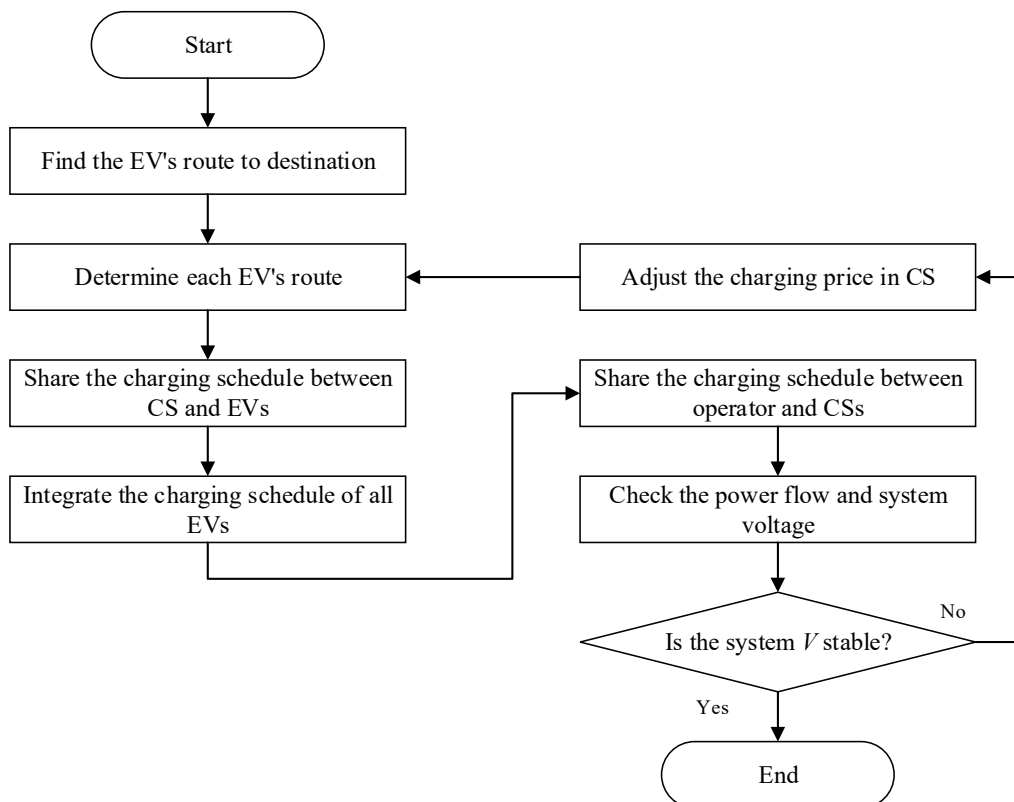 Start
Find the EV's route to destination
Determine each EV's route
Adjust the charging price in CS
Share the charging schedule between
CS and EVs
Share the charging schedule between
operator and CSs
Integrate the charging schedule of all
EVs
Check the power flow and system
voltage
Is the system V stable?
No
Yes
End